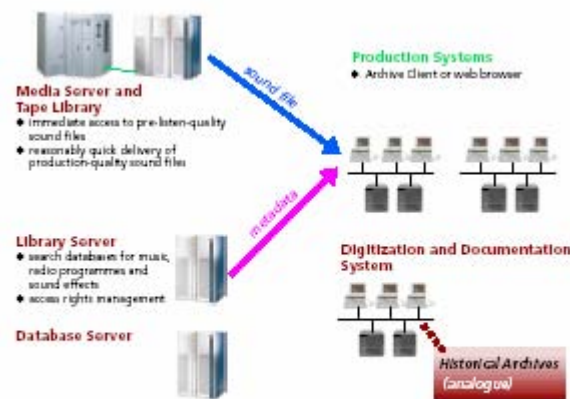 Media Server and
Tape Library
◆ immediate access to pre-listen-quality
sound files
◆ reasonably quick delivery of
production-quality sound files
sound file
Production Systems
◆ Archive Client or web browser
metadata
Library Server
◆ search databases for music,
radio programmes and
sound effects
◆ access rights management
Database Server
Digitization and Documentation
System
Historical Archives
(analogue)